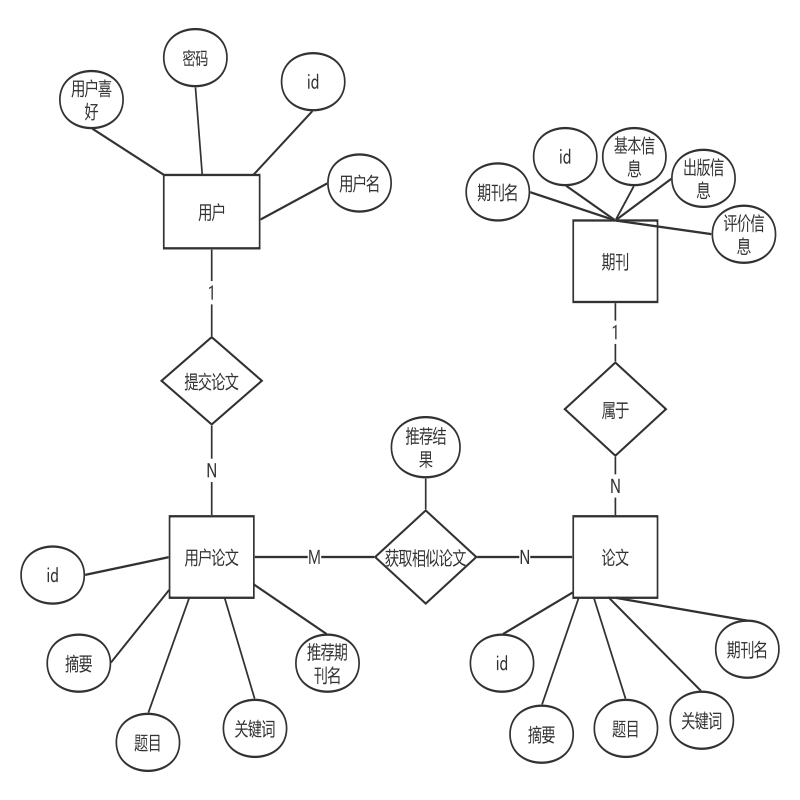 密码
用户喜
好
id
用户名
用户
id
基本信
息
出版信
息
期刊名
评价信
息
期刊
1
提交论文
N
1
属于
N
推荐结
果
用户论文
M
获取相似论文
N
论文
id
摘要
题目
关键词
推荐期
刊名
id
摘要
题目
关键词
期刊名